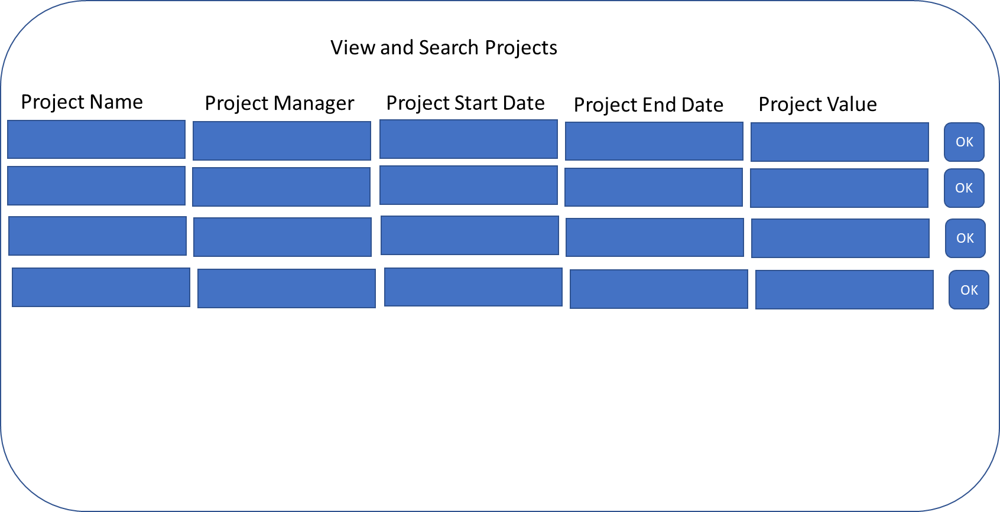 View and Search Projects
Project Name Project Manager Project Start Date Project End Date Project Value
OK
OK
OK
OK